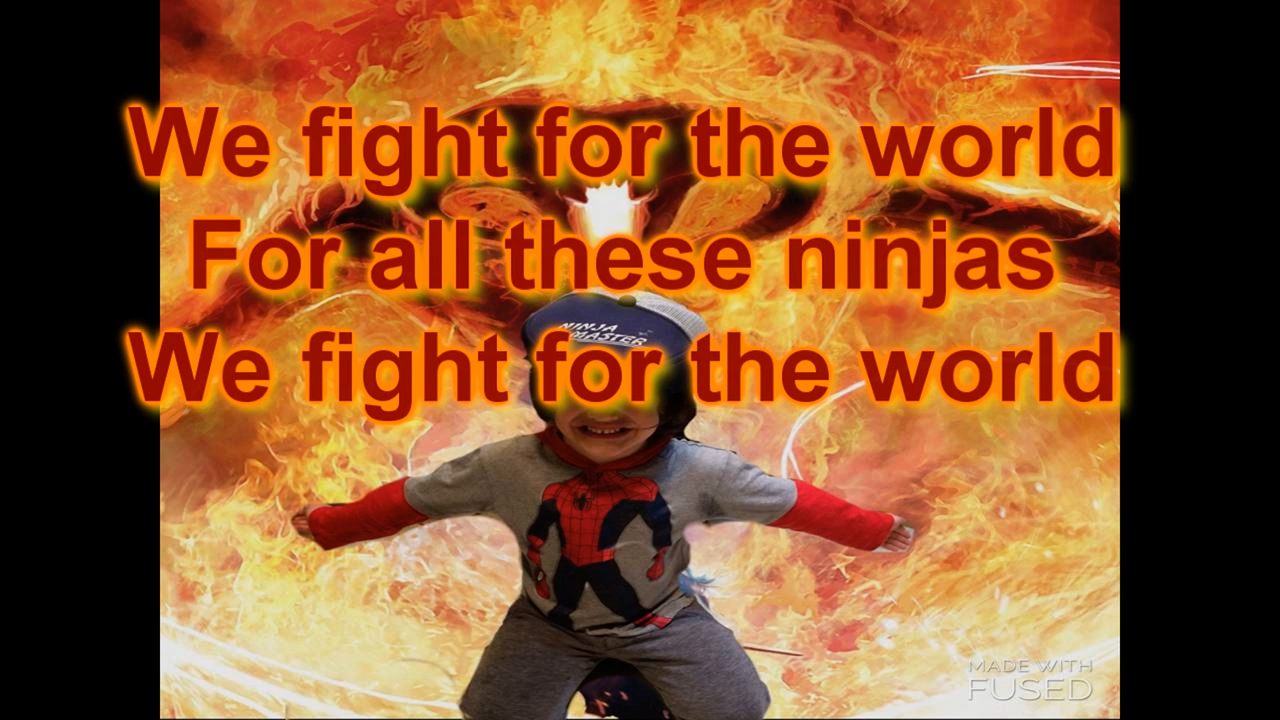 We fight for the world
For all these ninjas
We fight for the world
NINJA
MASTER
MADE WITH
FUSED